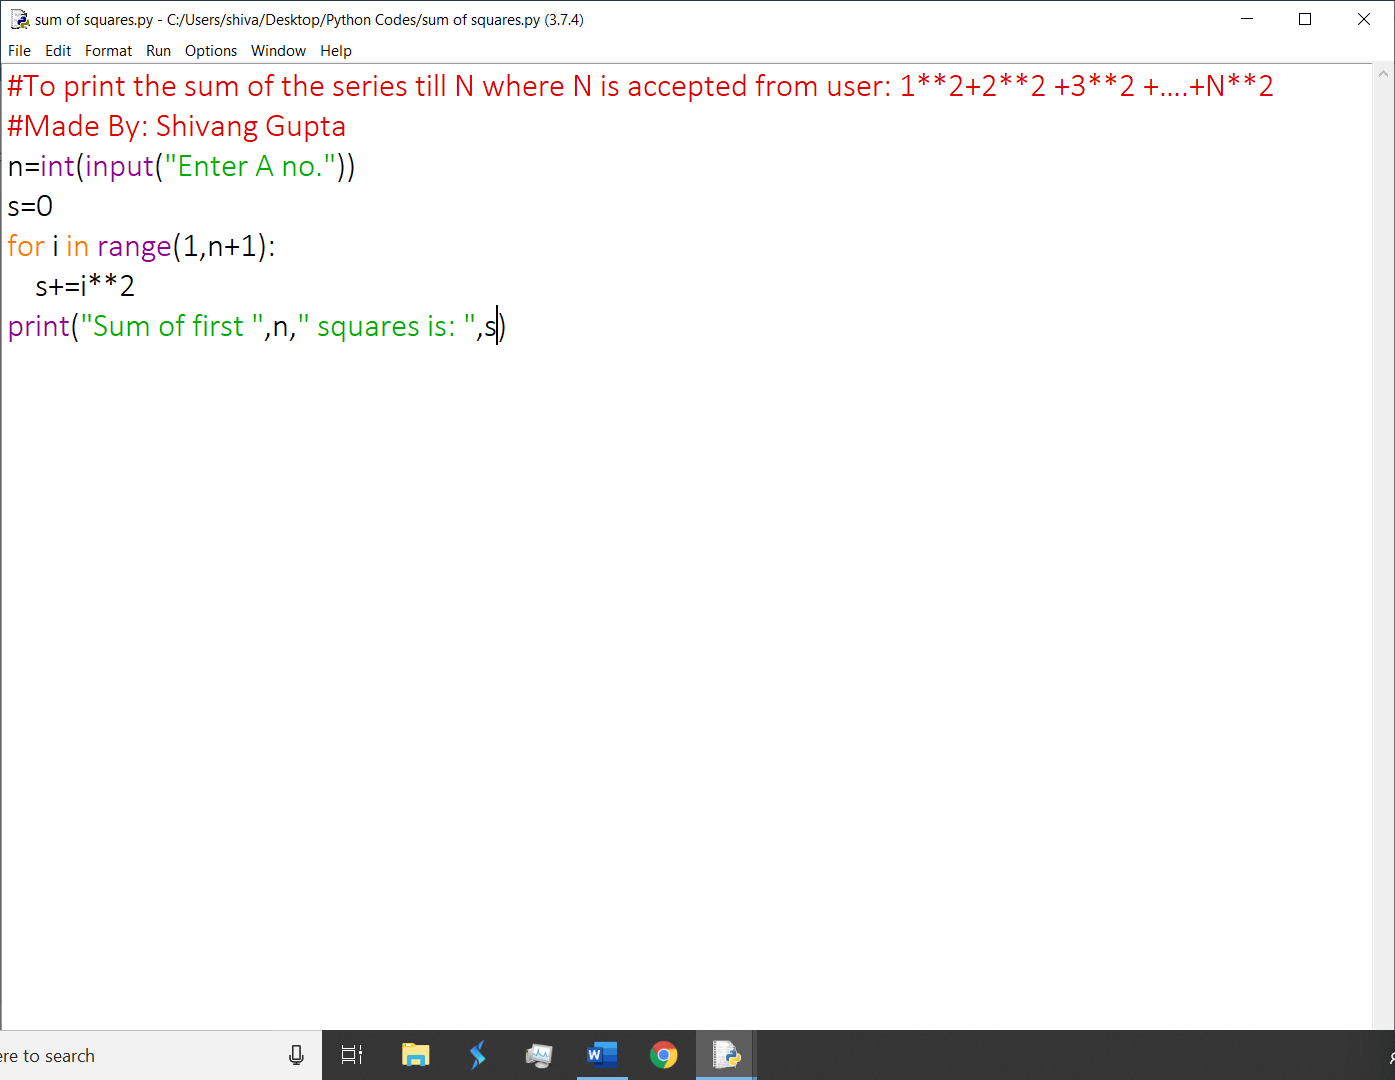 sum of squares.py - C:/Users/shiva/Desktop/Python Codes/sum of squares.py (3.7.4)
File Edit Format Run Options Window Help
#To print the sum of the series till N where N is accepted from user: 1**2+2**2 +3**2 +....+N**2
#Made By: Shivang Gupta
n=int(input("Enter A no."))
s=0
for i in range(1,n+1):
    s+=i**2
print("Sum of first ",n," squares is: ",s)
ere to search